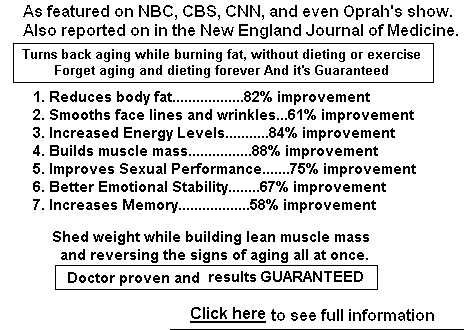 As featured on NBC, CBS, CNN, and even Oprah's show.
Also reported on in the New England Journal of Medicine.
Turns back aging while burning fat, without dieting or exercise
Forget aging and dieting forever And it's Guaranteed
1. Reduces body fat..................82% improvement
2. Smooths face lines and wrinkles...61% improvement
3. Increased Energy Levels...........84% improvement
4. Builds muscle mass................88% improvement
5. Improves Sexual Performance.......75% improvement
6. Better Emotional Stability........67% improvement
7. Increases Memory..................58% improvement
Shed weight while building lean muscle mass
and reversing the signs of aging all at once.
Doctor proven and results GUARANTEED
Click here to see full information